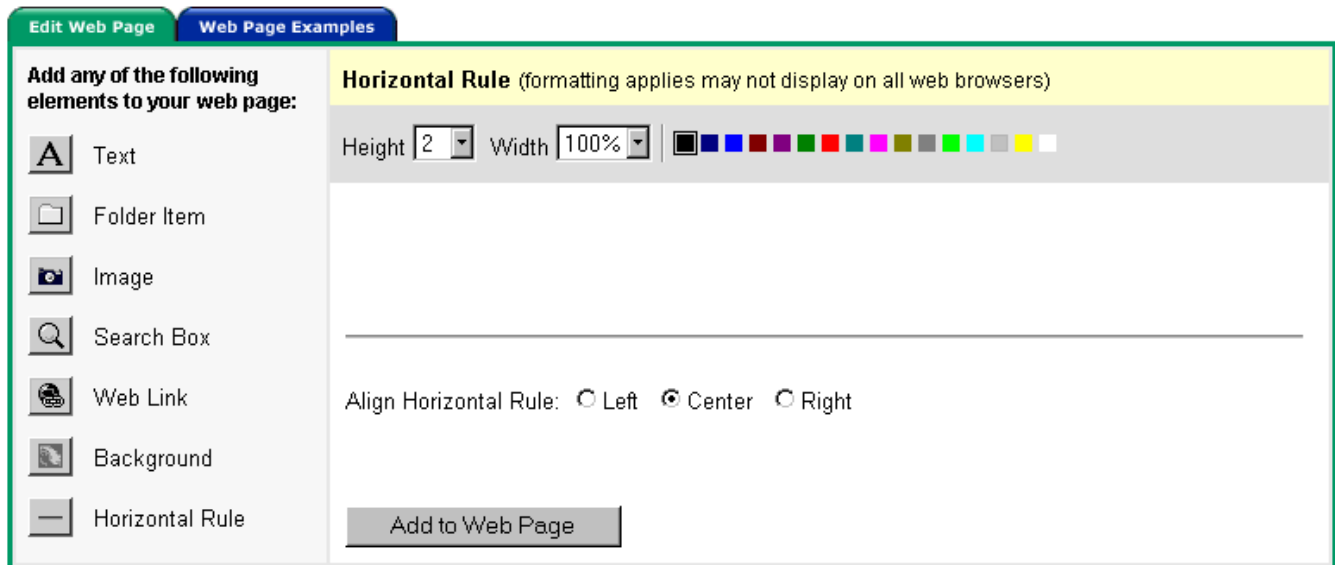 Edit Web Page
Web Page Examples
Add any of the following
elements to your web page:
A Text
Folder Item
Image
Search Box
Web Link
Background
Horizontal Rule
Horizontal Rule (formatting applies may not display on all web browsers)
Height 2 Width 100%
Align Horizontal Rule: Left Center Right
Add to Web Page